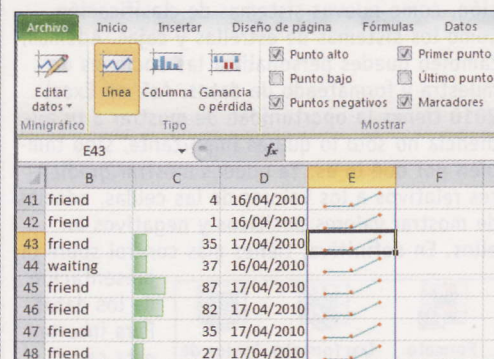 Archivo Inicio Insertar Diseño de página Fórmulas Datos
Punto alto Primer punto
Punto bajo Último punto
Puntos negativos Marcadores
Editar datos Línea Columna Ganancia o pérdida
Minigráfico Tipo Mostrar
E43 fx
B C D E F
41 friend 4 16/04/2010
42 friend 1 16/04/2010
43 friend 35 17/04/2010
44 waiting 37 16/04/2010
45 friend 87 17/04/2010
46 friend 82 17/04/2010
47 friend 35 17/04/2010
48 friend 27 17/04/2010